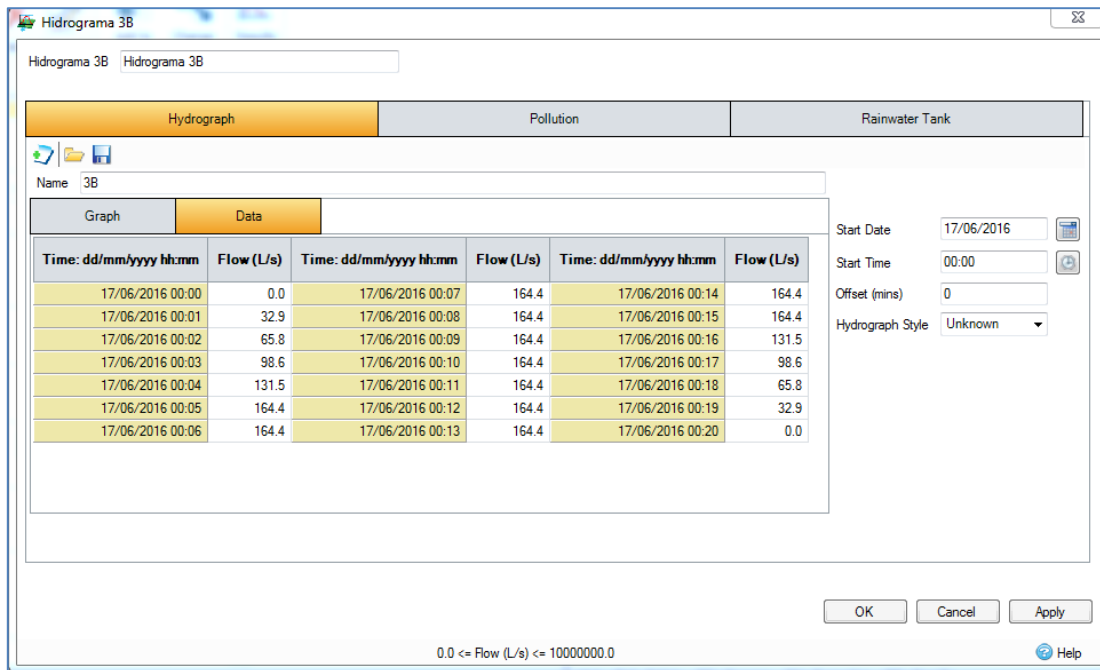 Hidrograma 3B
Hidrograma 3B Hidrograma 3B
Hydrograph Pollution Rainwater Tank
Name 3B
Graph Data
Start Date 17/06/2016
Start Time 00:00
Offset (mins) 0
Hydrograph Style Unknown
Time: dd/mm/yyyy hh:mm Flow (L/s) Time: dd/mm/yyyy hh:mm Flow (L/s) Time: dd/mm/yyyy hh:mm Flow (L/s)
17/06/2016 00:00 0.0 17/06/2016 00:07 164.4 17/06/2016 00:14 164.4
17/06/2016 00:01 32.9 17/06/2016 00:08 164.4 17/06/2016 00:15 164.4
17/06/2016 00:02 65.8 17/06/2016 00:09 164.4 17/06/2016 00:16 131.5
17/06/2016 00:03 98.6 17/06/2016 00:10 164.4 17/06/2016 00:17 98.6
17/06/2016 00:04 131.5 17/06/2016 00:11 164.4 17/06/2016 00:18 65.8
17/06/2016 00:05 164.4 17/06/2016 00:12 164.4 17/06/2016 00:19 32.9
17/06/2016 00:06 164.4 17/06/2016 00:13 164.4 17/06/2016 00:20 0.0
OK Cancel Apply
0.0 <= Flow (L/s) <= 10000000.0
Help